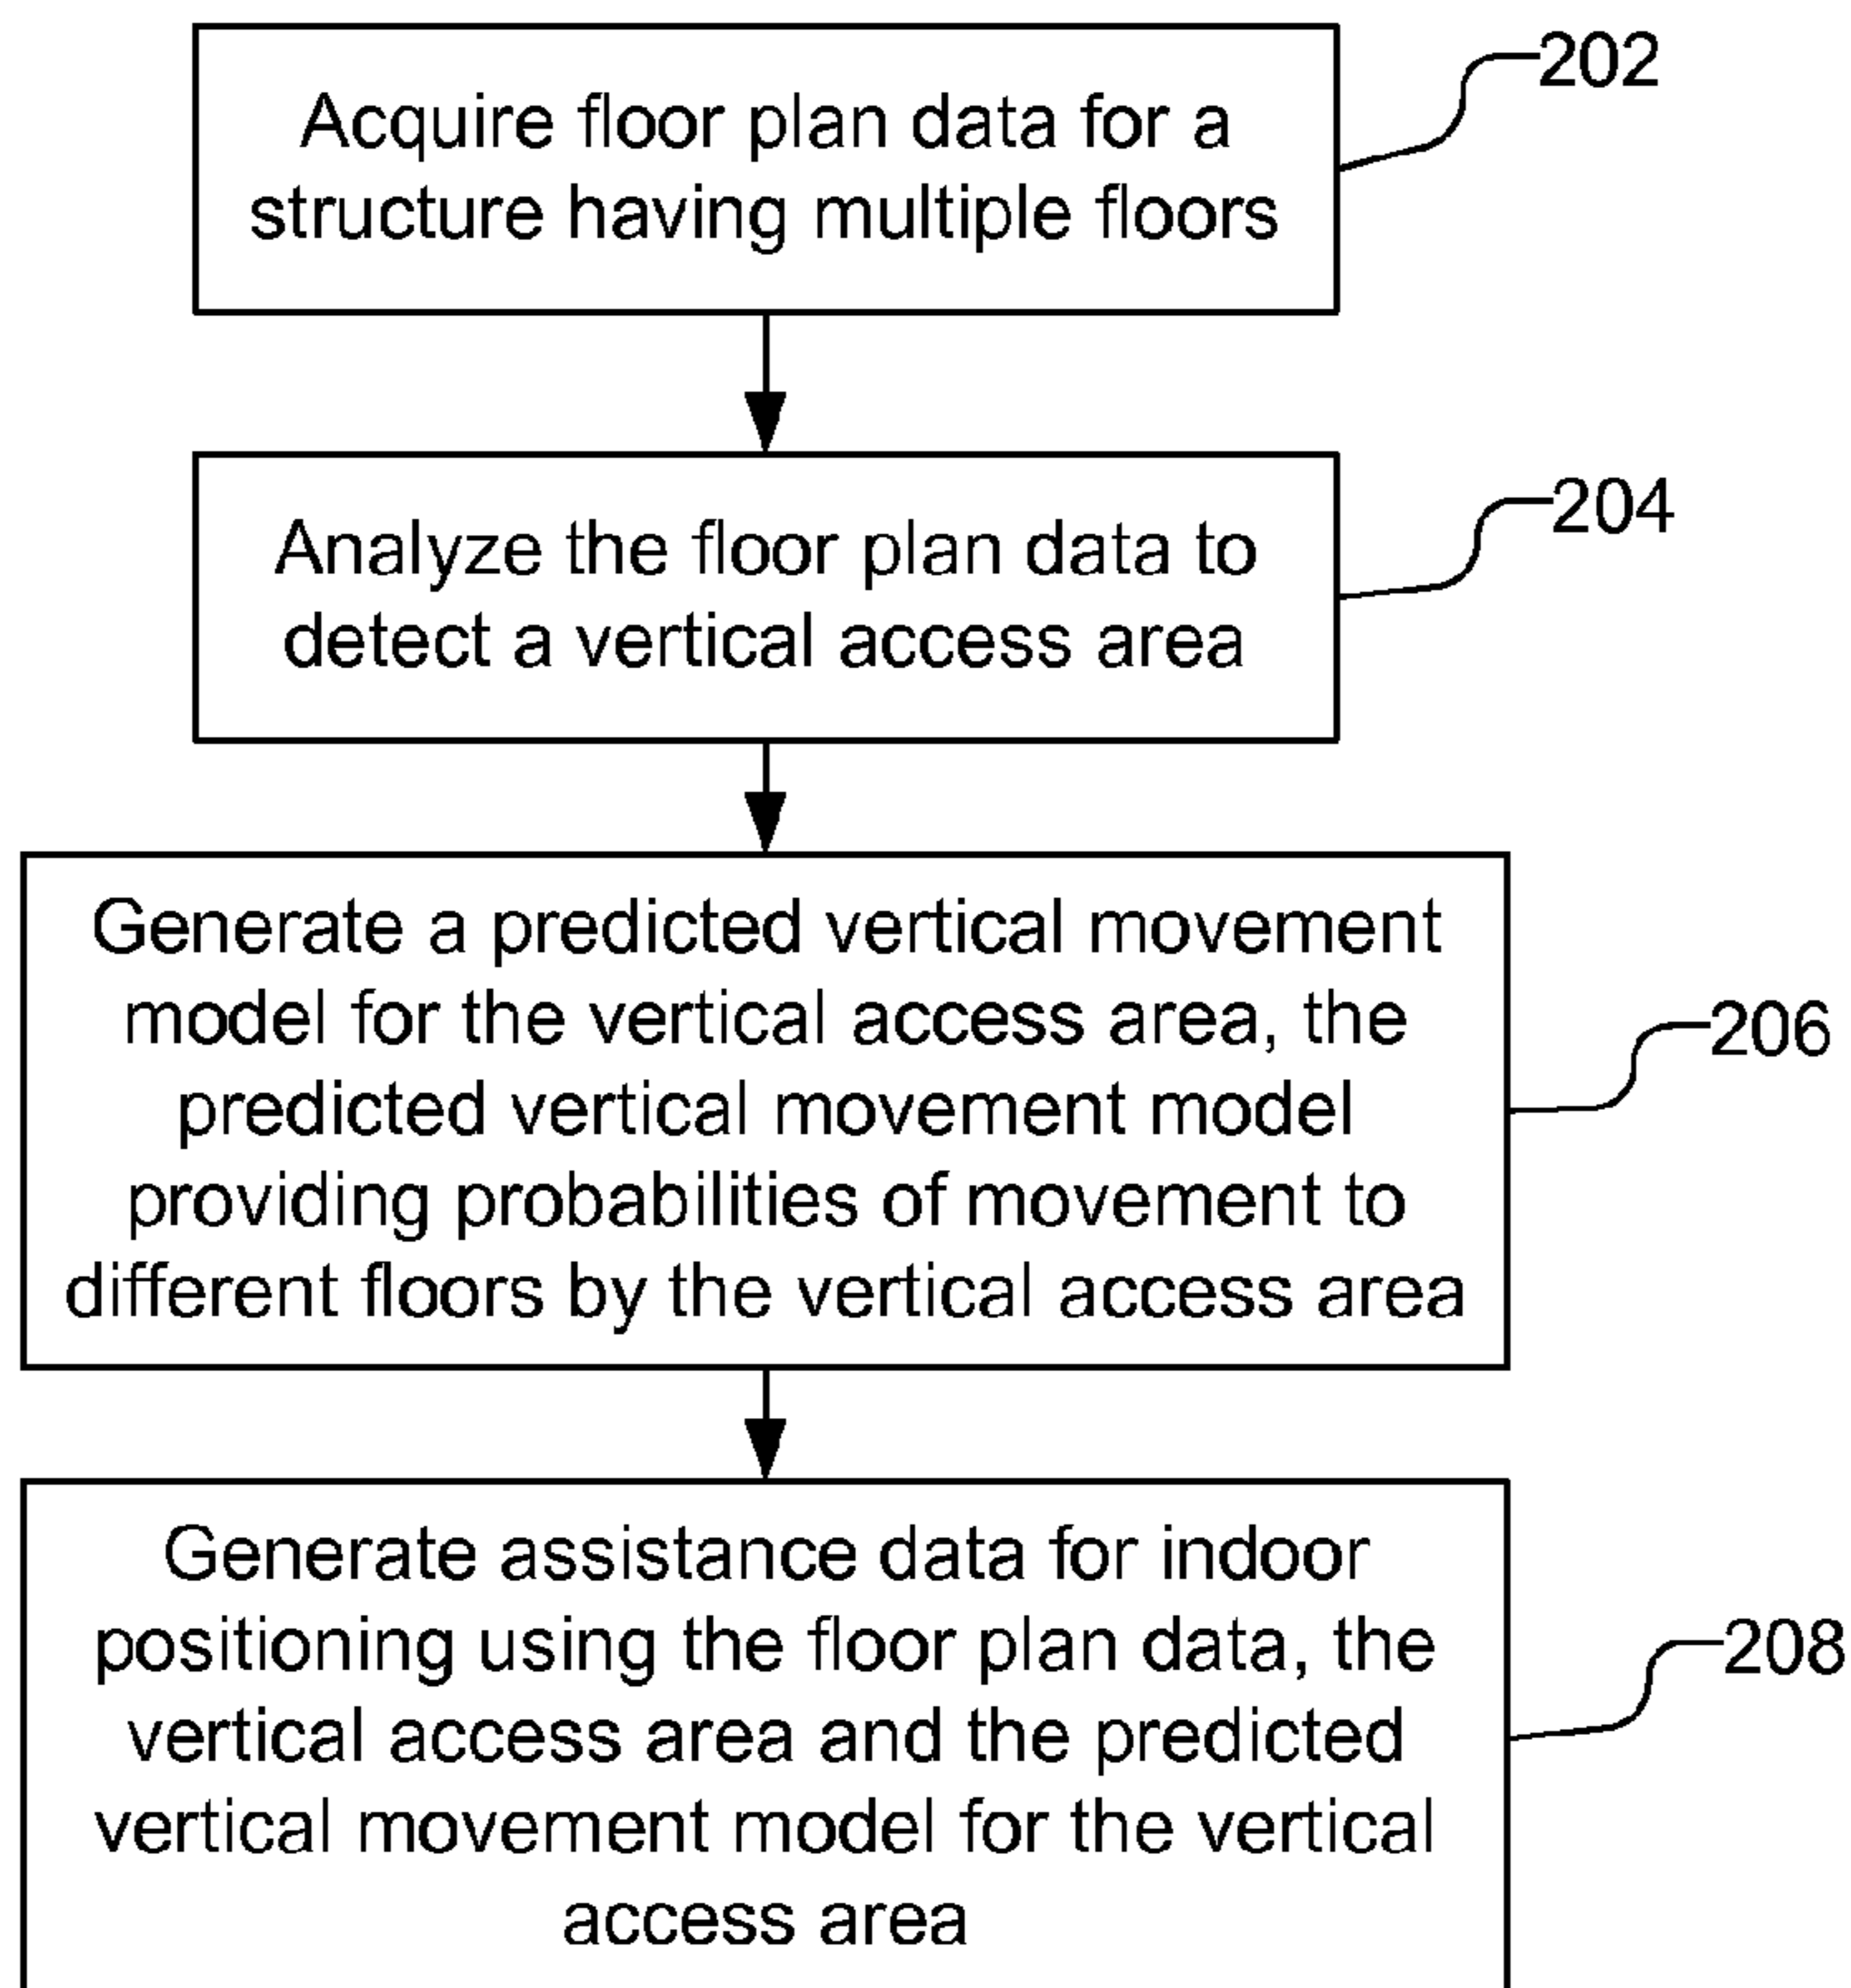 202
Acquire floor plan data for a
structure having multiple floors
204
Analyze the floor plan data to
detect a vertical access area
Generate a predicted vertical movement
model for the vertical access area, the
206
predicted vertical movement model
providing probabilities of movement to
different floors by the vertical access area
Generate assistance data for indoor
positioning using the floor plan data, the
208
vertical access area and the predicted
vertical movement model for the vertical
access area